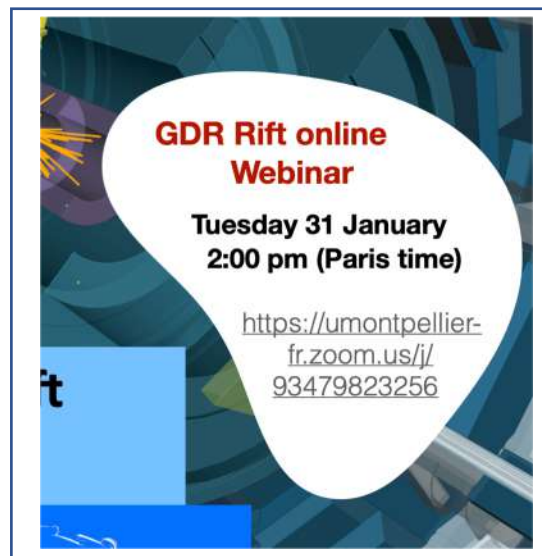 GDR Rift online
Webinar
Tuesday 31 January
2:00 pm (Paris time)
https://umontpellier-
fr.zoom.us/j/
93479823256
ft